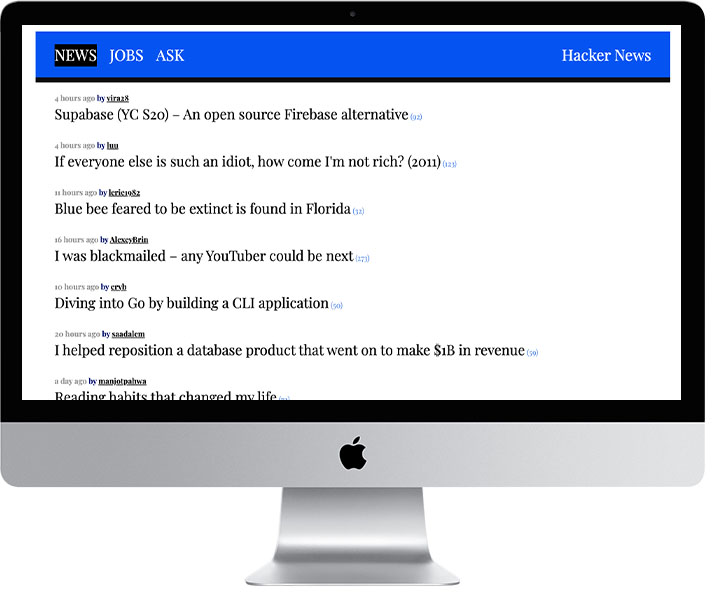 NEWS JOBS ASK Hacker News
4 hours ago by vira28
Supabase (YC S20) – An open source Firebase alternative (92)
4 hours ago by luu
If everyone else is such an idiot, how come I'm not rich? (2011) (123)
11 hours ago by lcric1982
Blue bee feared to be extinct is found in Florida (32)
16 hours ago by AlexeyBrin
I was blackmailed – any YouTuber could be next (273)
10 hours ago by cryb
Diving into Go by building a CLI application (50)
20 hours ago by saadalem
I helped reposition a database product that went on to make $1B in revenue (59)
a day ago by manjotpahwa
Reading habits that changed my life